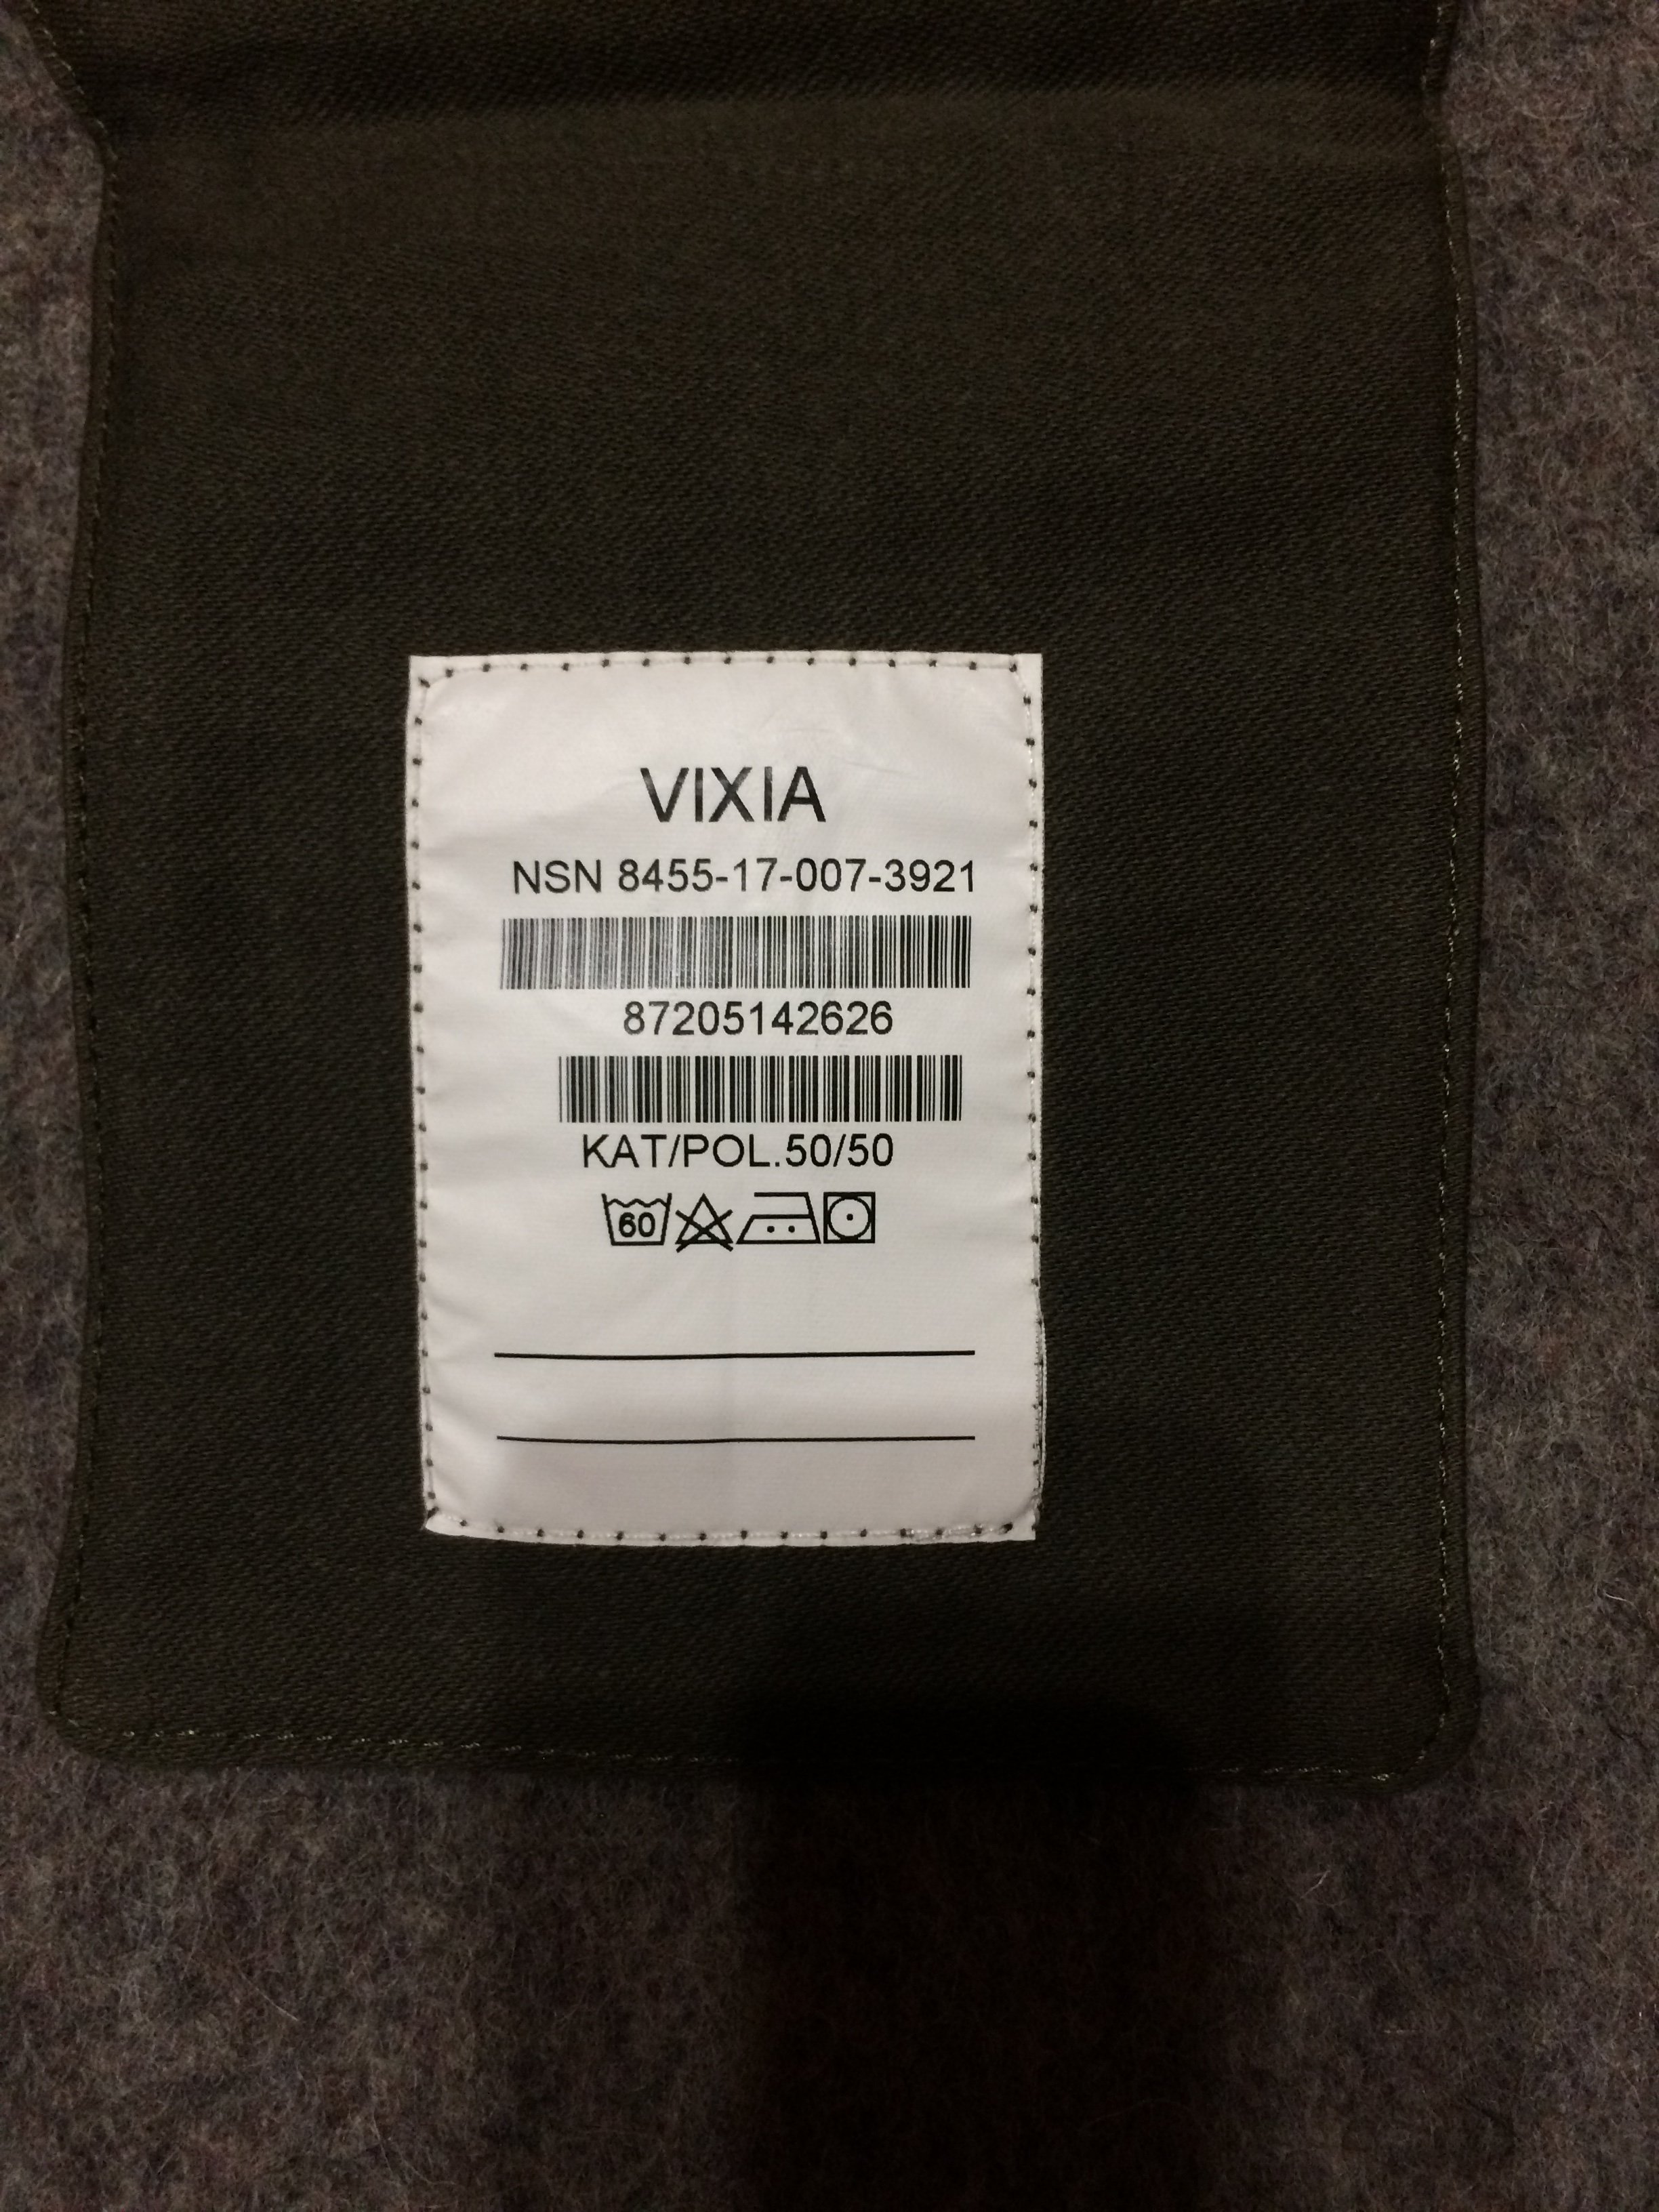 VIXIA
NSN 8455-17-007-3921
87205142626
KAT/POL.50/50
60